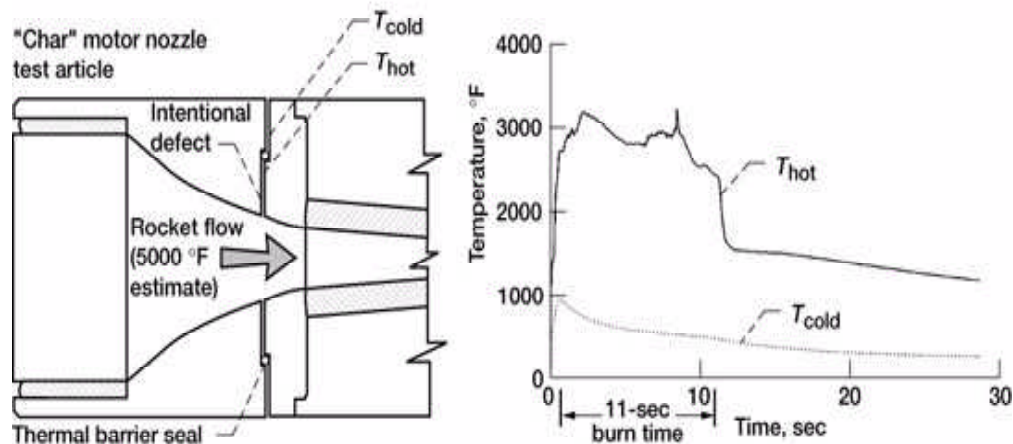 "Char" motor nozzle
test article
Tcold
Thot
Intentional
defect
Rocket flow
(5000 °F
estimate)
Thermal barrier seal
Temperature, °F
4000
3000
2000
1000
0
Thot
Tcold
0
10
20
30
11-sec
burn time
Time, sec